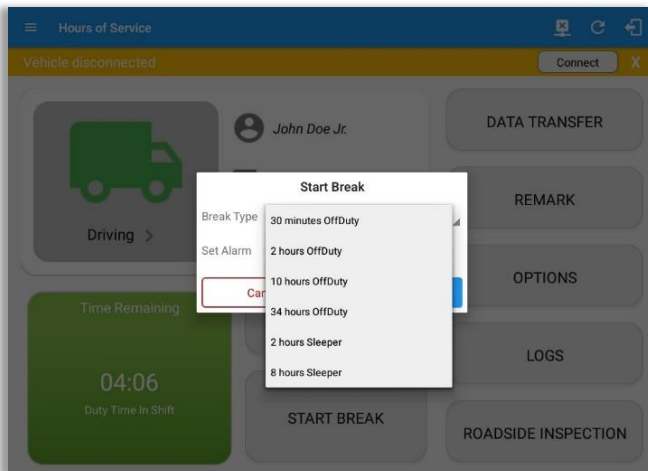 Hours of Service
Vehicle disconnected
Connect X
John Doe Jr.
Driving >
DATA TRANSFER
REMARK
OPTIONS
LOGS
ROADSIDE INSPECTION
Start Break
Break Type
Set Alarm
30 minutes OffDuty
2 hours OffDuty
10 hours OffDuty
34 hours OffDuty
2 hours Sleeper
8 hours Sleeper
Time Remaining
04:06
Duty Time In Shift
START BREAK